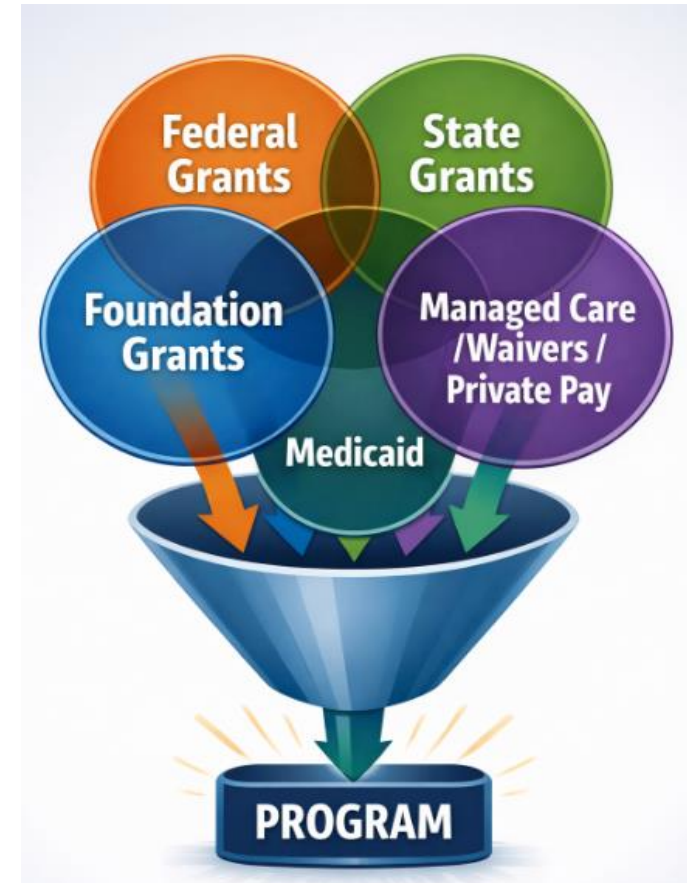 Federal
Grants
State
Grants
Foundation
Grants
Managed Care
/Waivers /
Private Pay
Medicaid
PROGRAM